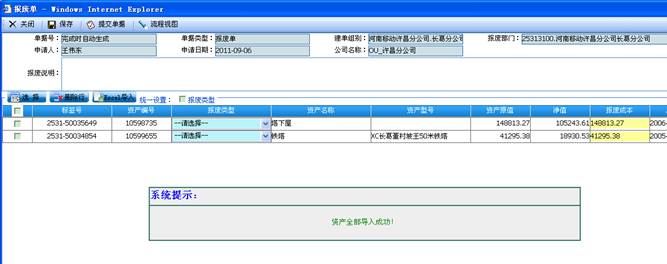 报废单 - Windows Internet Explorer
关闭 保存 提交单据 流程视图
单据号: 完成时自动生成 单据类型: 报废单 建单组别: 河南移动许昌分公司.长葛分公司 报废部门: 25313100.河南移动许昌分公司长葛分公司
申请人: 王伟东 申请日期: 2011-09-06 公司名称: OU_许昌分公司
报废说明:
选 择 删除行 Excel导入 统一设置: 报废类型
标签号 资产编号 报废类型 资产名称 资产型号 资产原值 净值 报废成本
2531-50035649 10598735 --请选择-- 塔下屋 148813.27 105243.61 148813.27 2006-
2531-50034854 10599655 --请选择-- 铁塔 XC长葛董村坡王50米铁塔 41295.38 18930.53 41295.38 2005-
系统提示:
资产全部导入成功!